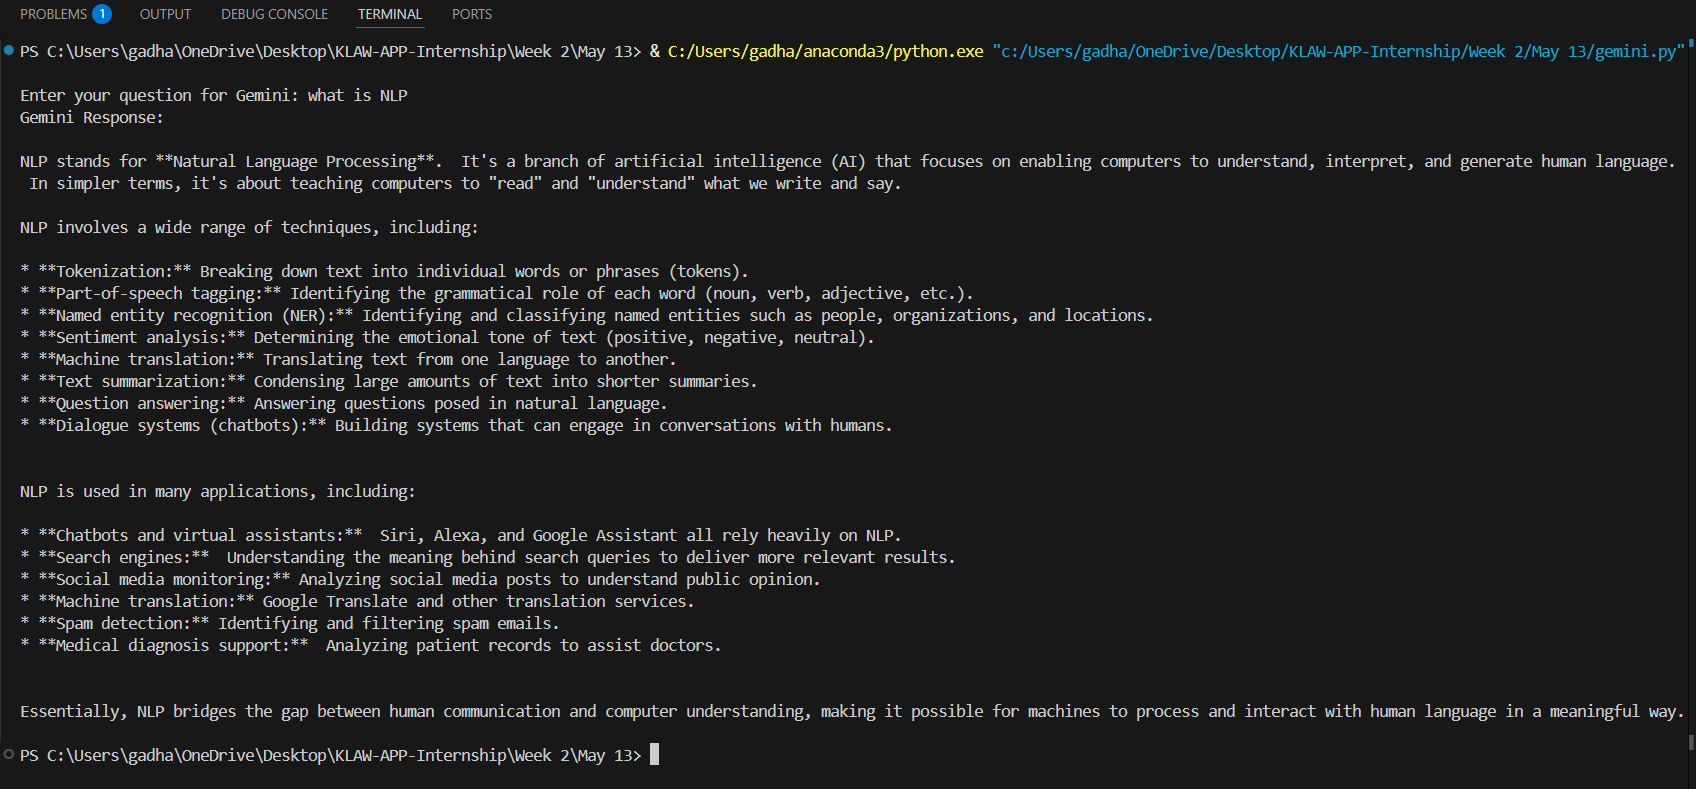 PROBLEMS 1 OUTPUT DEBUG CONSOLE TERMINAL PORTS
PS C:\Users\gadha\OneDrive\Desktop\KLAW-APP-Internship\Week 2\May 13> & C:/Users/gadha/anaconda3/python.exe "c:/Users/gadha/OneDrive/Desktop/KLAW-APP-Internship/Week 2/May 13/gemini.py"
Enter your question for Gemini: what is NLP
Gemini Response:
NLP stands for **Natural Language Processing**.  It's a branch of artificial intelligence (AI) that focuses on enabling computers to understand, interpret, and generate human language.
 In simpler terms, it's about teaching computers to "read" and "understand" what we write and say.
NLP involves a wide range of techniques, including:
* **Tokenization:** Breaking down text into individual words or phrases (tokens).
* **Part-of-speech tagging:** Identifying the grammatical role of each word (noun, verb, adjective, etc.).
* **Named entity recognition (NER):** Identifying and classifying named entities such as people, organizations, and locations.
* **Sentiment analysis:** Determining the emotional tone of text (positive, negative, neutral).
* **Machine translation:** Translating text from one language to another.
* **Text summarization:** Condensing large amounts of text into shorter summaries.
* **Question answering:** Answering questions posed in natural language.
* **Dialogue systems (chatbots):** Building systems that can engage in conversations with humans.
NLP is used in many applications, including:
* **Chatbots and virtual assistants:**  Siri, Alexa, and Google Assistant all rely heavily on NLP.
* **Search engines:**  Understanding the meaning behind search queries to deliver more relevant results.
* **Social media monitoring:** Analyzing social media posts to understand public opinion.
* **Machine translation:** Google Translate and other translation services.
* **Spam detection:** Identifying and filtering spam emails.
* **Medical diagnosis support:**  Analyzing patient records to assist doctors.
Essentially, NLP bridges the gap between human communication and computer understanding, making it possible for machines to process and interact with human language in a meaningful way.
PS C:\Users\gadha\OneDrive\Desktop\KLAW-APP-Internship\Week 2\May 13>